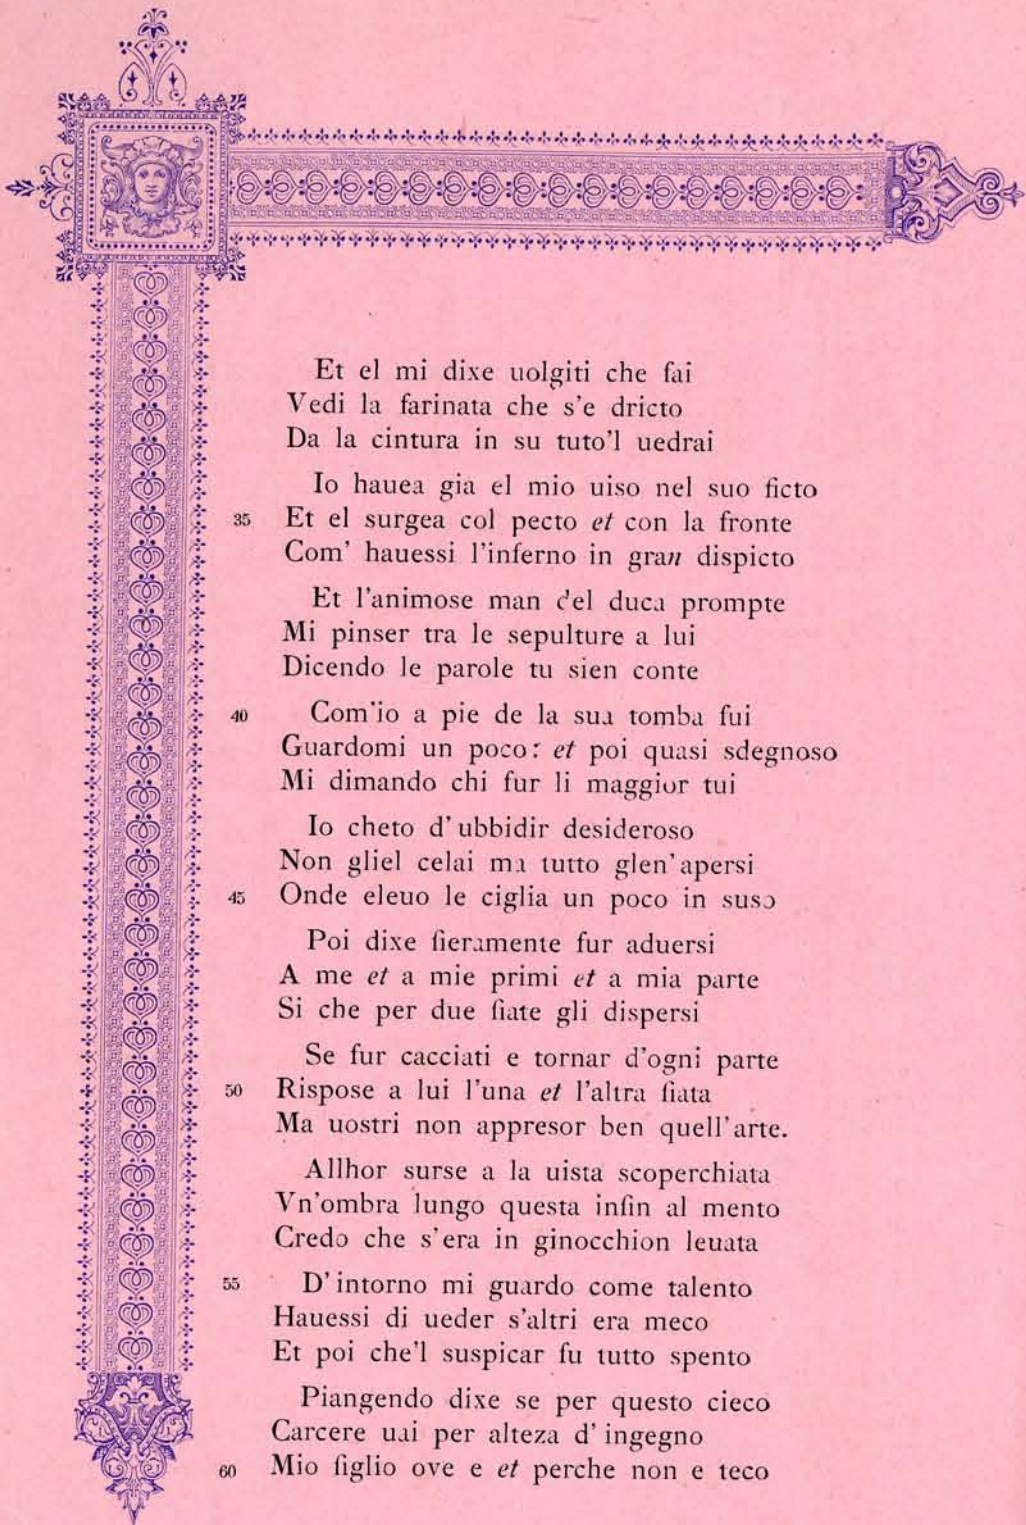 Et el mi dixe uolgiti che fai
Vedi la farinata che s'e dricto
Da la cintura in su tuto'l uedrai
Io hauea gia el mio uiso nel suo ficto
35 Et el surgea col pecto et con la fronte
Com' hauessi l'inferno in gran dispicto
Et l'animose man del duca prompte
Mi pinser tra le sepulture a lui
Dicendo le parole tu sien conte
40 Com'io a pie de la sua tomba fui
Guardomi un poco: et poi quasi sdegnoso
Mi dimando chi fur li maggior tui
Io cheto d'ubbidir desideroso
Non gliel celai ma tutto glen'apersi
45 Onde eleuo le ciglia un poco in suso
Poi dixe fieramente fur aduersi
A me et a mie primi et a mia parte
Si che per due fiate gli dispersi
Se fur cacciati e tornar d'ogni parte
50 Rispose a lui l'una et l'altra fiata
Ma uostri non appresor ben quell'arte.
Allhor surse a la uista scoperchiata
Vn'ombra lungo questa infin al mento
Credo che s'era in ginocchion leuata
55 D'intorno mi guardo come talento
Hauessi di ueder s'altri era meco
Et poi che'l suspicar fu tutto spento
Piangendo dixe se per questo cieco
Carcere uai per alteza d'ingegno
60 Mio figlio ove e et perche non e teco